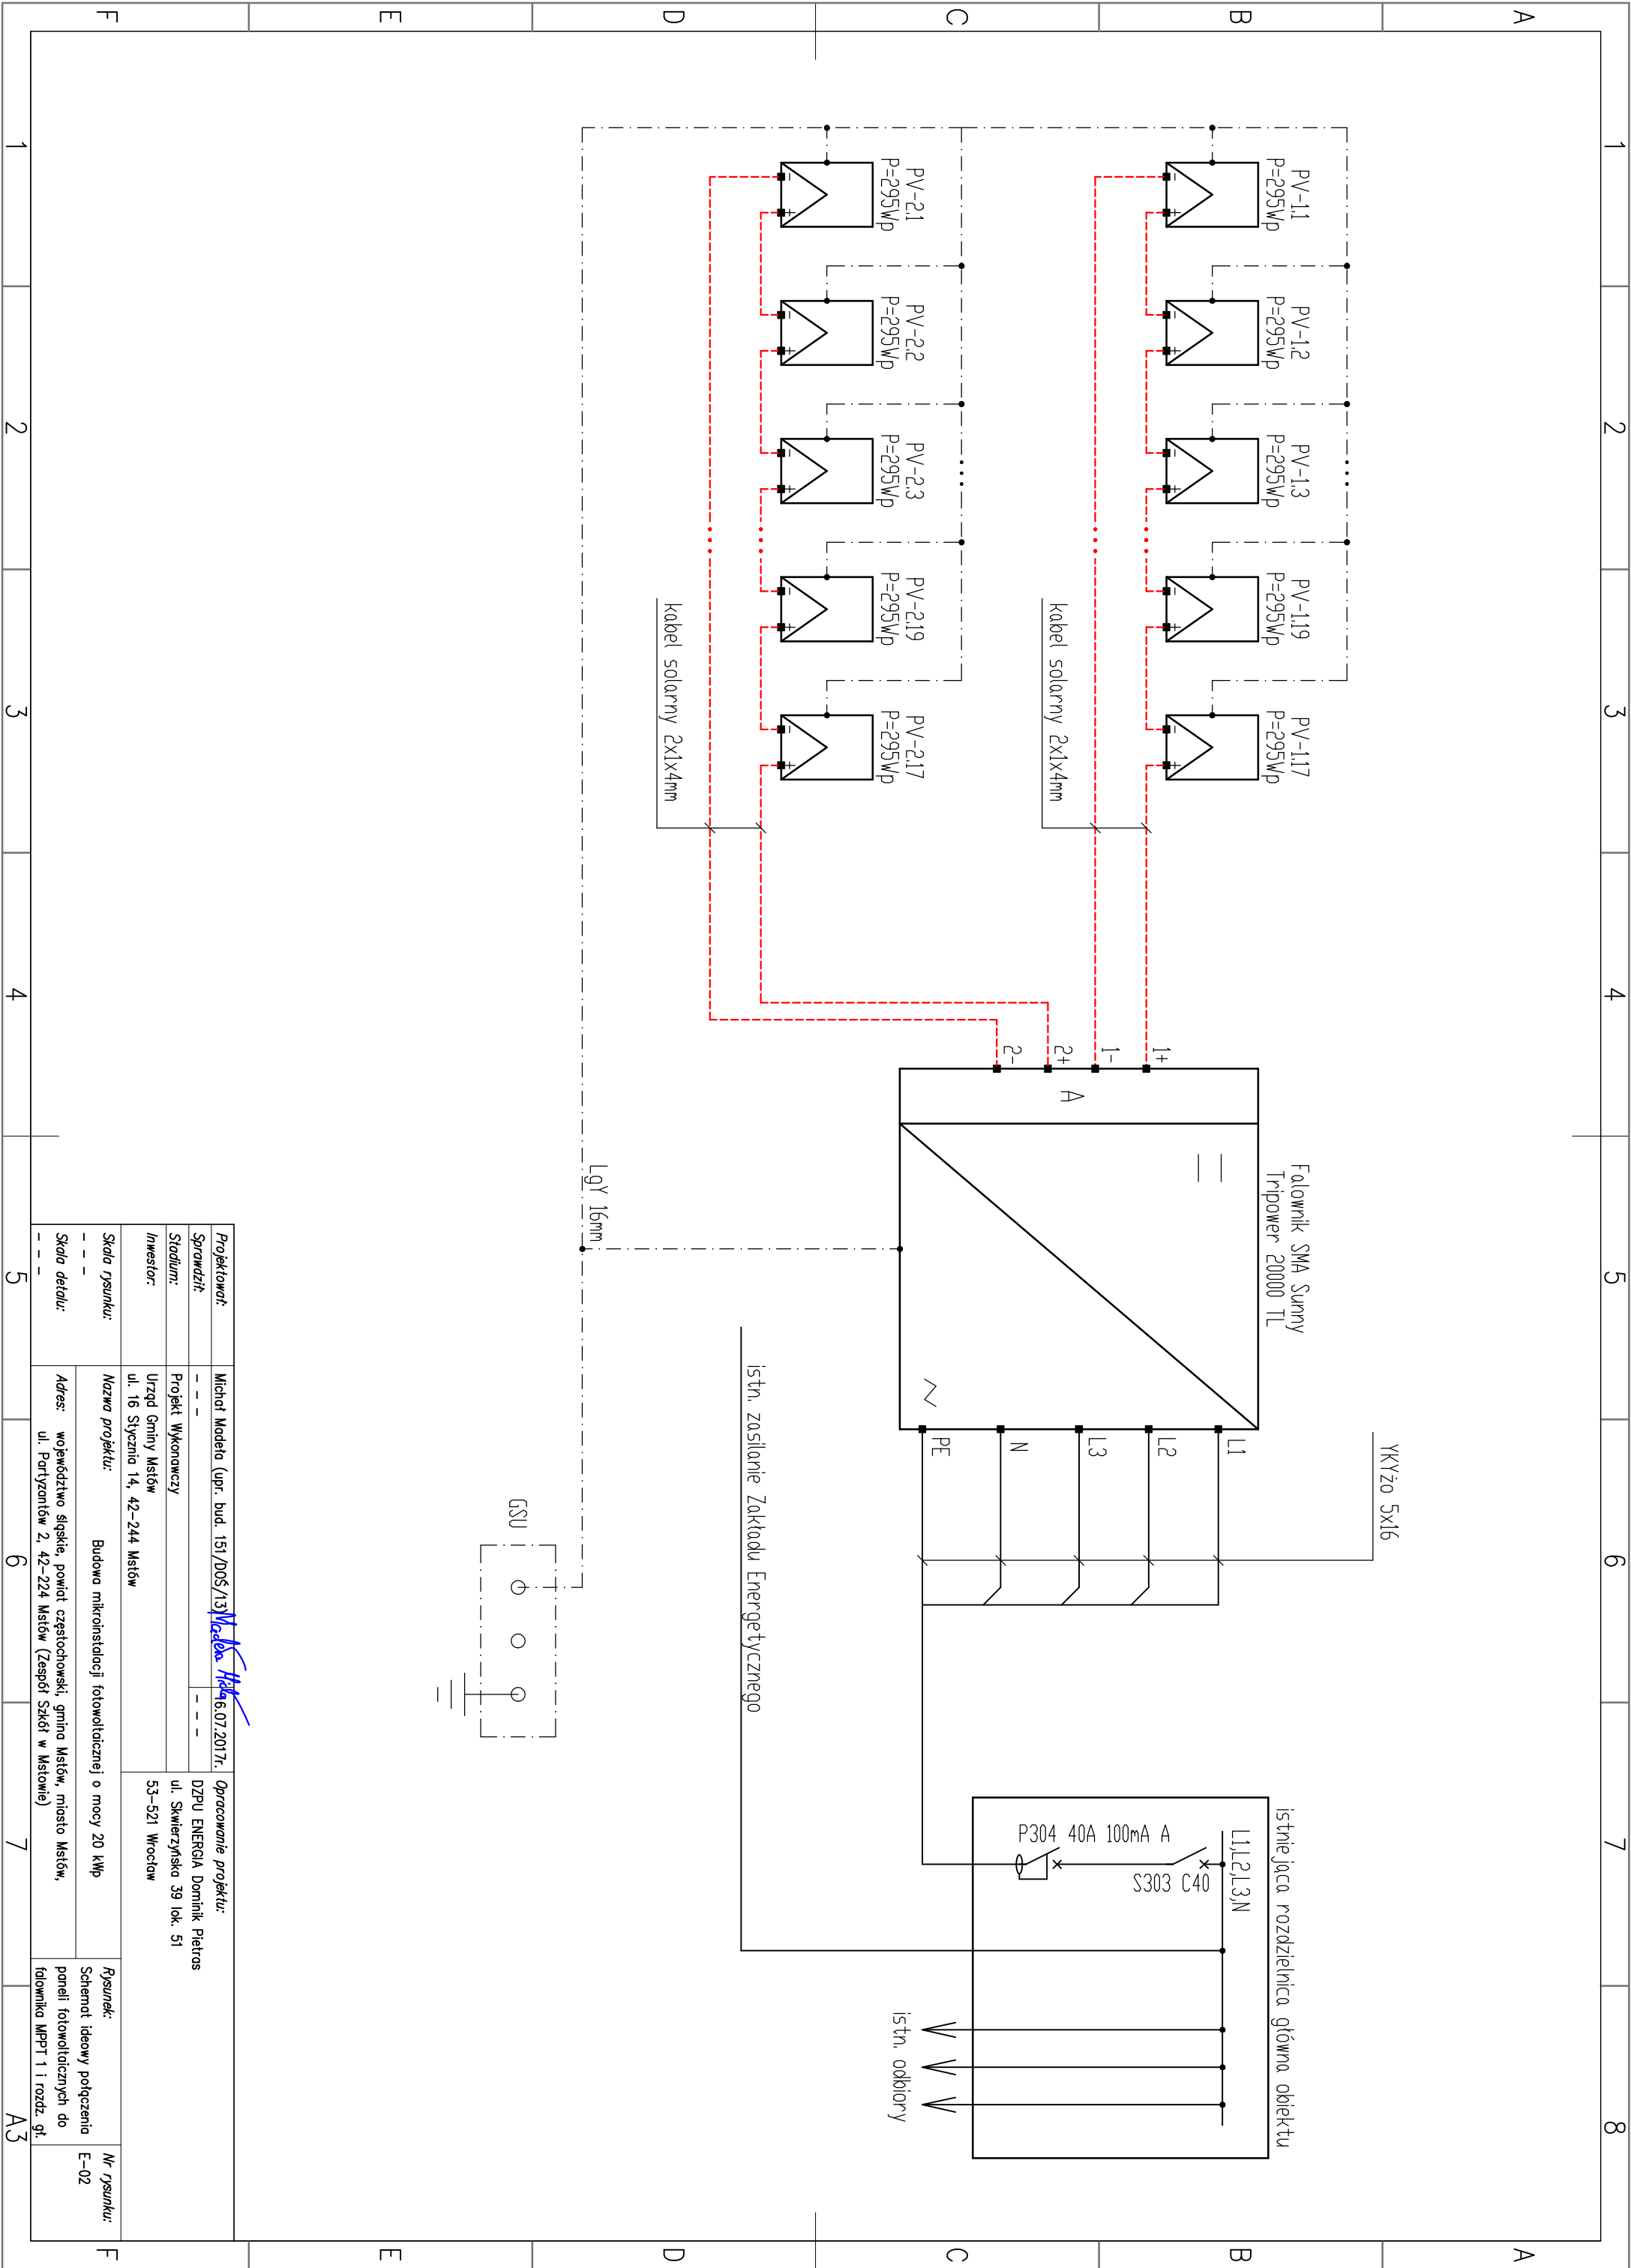 1 2 3 4 5 6 7 8
A
B
C
D
E
F
PV-1.1
P=295Wp
PV-1.2
P=295Wp
PV-1.3
P=295Wp
PV-1.19
P=295Wp
PV-1.17
P=295Wp
- + - + - + - + - +
kabel solarny 2x1x4mm
PV-2.1
P=295Wp
PV-2.2
P=295Wp
PV-2.3
P=295Wp
PV-2.19
P=295Wp
PV-2.17
P=295Wp
- + - + - + - + - +
kabel solarny 2x1x4mm
Falownik SMA Sunny
Tripower 20000 TL
1+
1-
2+
2-
A
L1
L2
L3
N
PE
YKYżo 5x16
LgY 16mm
istn. zasilanie Zakładu Energetycznego
GSU
istniejąca rozdzielnica główna obiektu
L1,L2,L3,N
S303 C40
P304 40A 100mA A
istn. odbiory
Projektował:
Michał Madeła (upr. bud. 151/DOŚ/13)
16.07.2017r.
Sprawdził:
- - -
- - -
Stadium:
Projekt Wykonawczy
Inwestor:
Urząd Gminy Mstów
ul. 16 Stycznia 14, 42-244 Mstów
Opracowanie projektu:
DZPU ENERGIA Dominik Pietras
ul. Skwierzyńska 39 lok. 51
53-521 Wrocław
Skala rysunku:
- - -
Skala detalu:
- - -
Nazwa projektu:
Budowa mikroinstalacji fotowoltaicznej o mocy 20 kWp
Adres: województwo śląskie, powiat częstochowski, gmina Mstów, miasto Mstów,
ul. Partyzantów 2, 42-224 Mstów (Zespół Szkół w Mstowie)
Rysunek:
Schemat ideowy połączenia
paneli fotowoltaicznych do
falownika MPPT 1 i rozdz. gł.
Nr rysunku:
E-02
1 2 3 4 5 6 7 A3
A
B
C
D
E
F